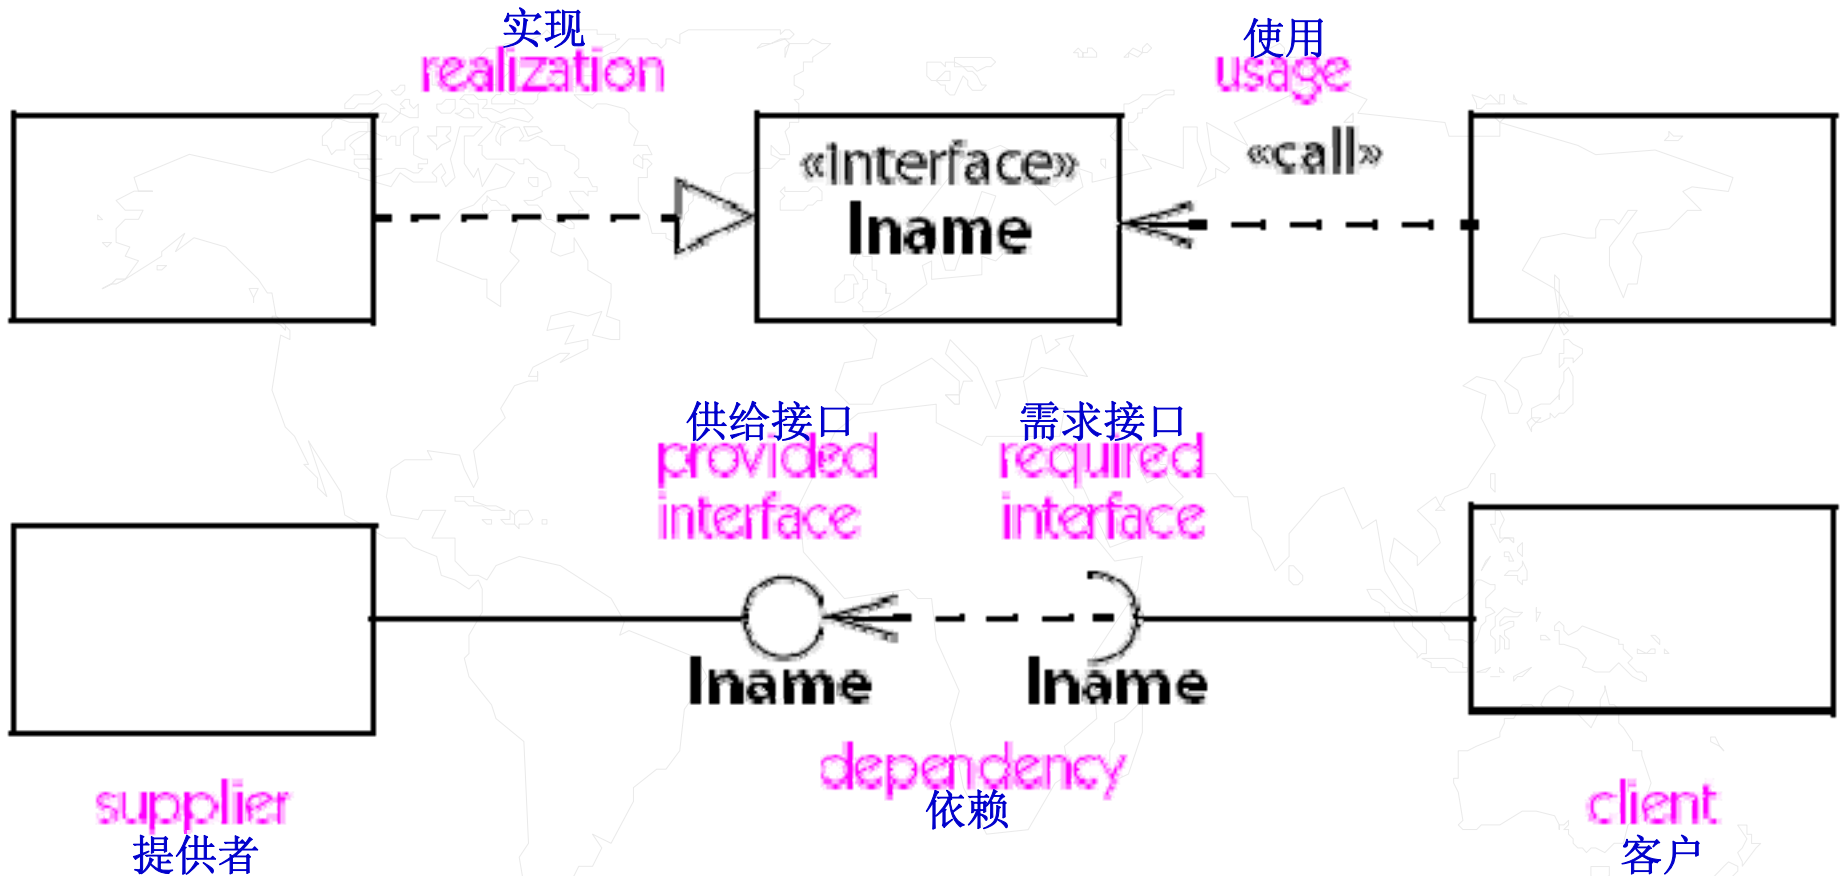 实现
realization
使用
usage
«interface»
Iname
«call»
供给接口
provided
interface
需求接口
required
interface
Iname
Iname
dependency
依赖
supplier
提供者
client
客户